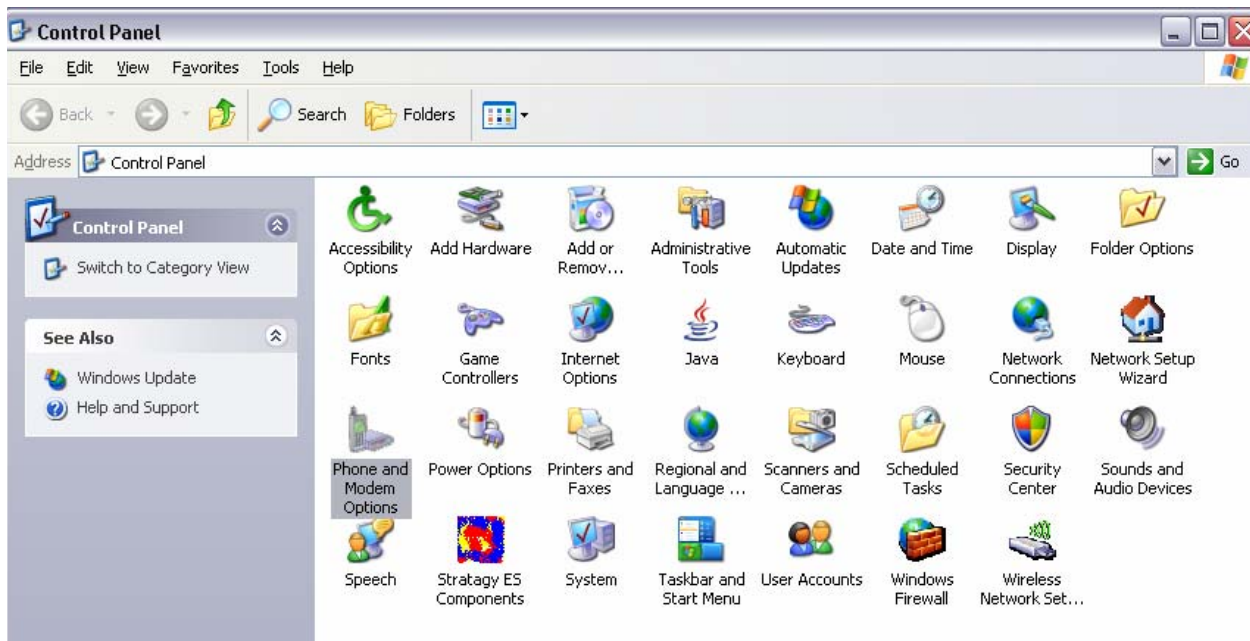 Control Panel
File Edit View Favorites Tools Help
Back Search Folders
Address Control Panel Go
Control Panel
Switch to Category View
See Also
Windows Update
Help and Support
Accessibility
Options
Add Hardware
Add or
Remov...
Administrative
Tools
Automatic
Updates
Date and Time
Display
Folder Options
Fonts
Game
Controllers
Internet
Options
Java
Keyboard
Mouse
Network
Connections
Network Setup
Wizard
Phone and
Modem
Options
Power Options
Printers and
Faxes
Regional and
Language ...
Scanners and
Cameras
Scheduled
Tasks
Security
Center
Sounds and
Audio Devices
Speech
Stratagy ES
Components
System
Taskbar and
Start Menu
User Accounts
Windows
Firewall
Wireless
Network Set...